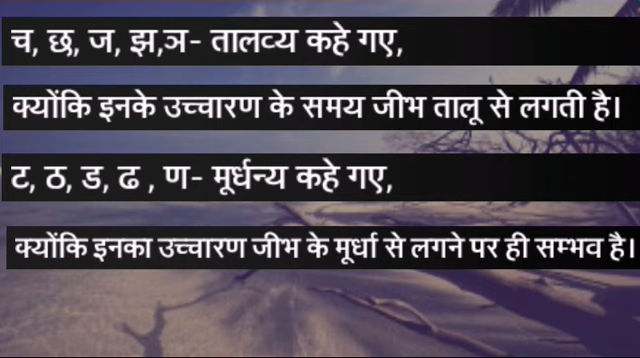 च, छ, ज, झ,ञ- तालव्य कहे गए,
क्योंकि इनके उच्चारण के समय जीभ तालू से लगती है।
ट, ठ, ड, ढ , ण- मूर्धन्य कहे गए,
क्योंकि इनका उच्चारण जीभ के मूर्धा से लगने पर ही सम्भव है।